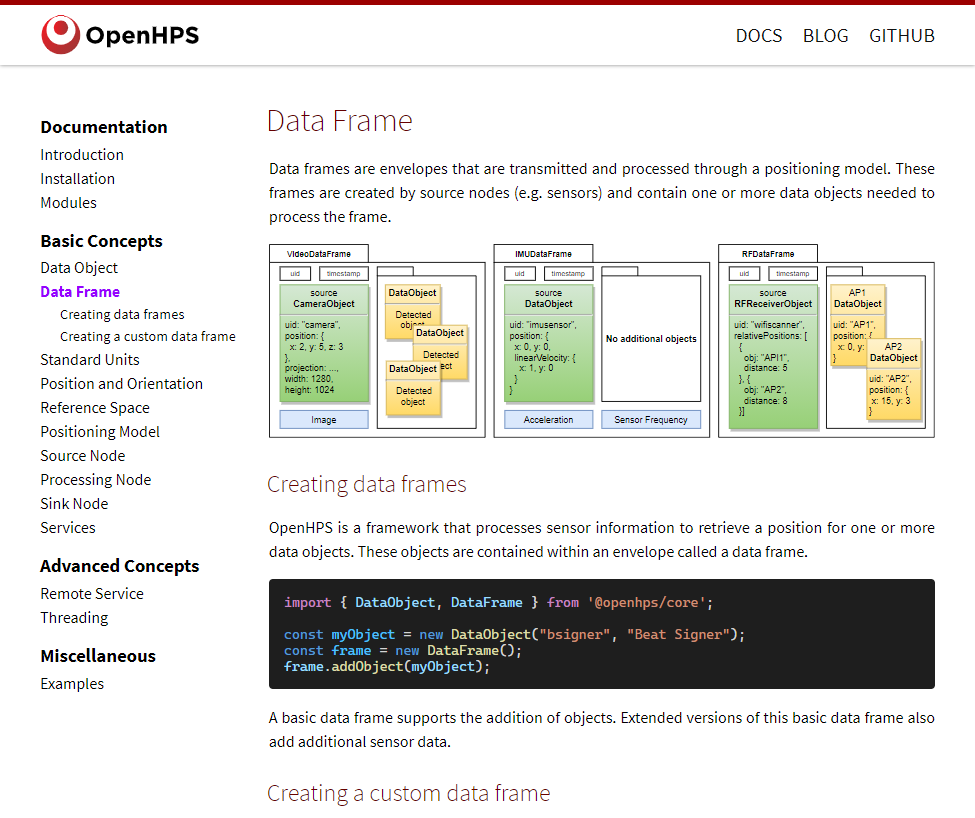 OpenHPS
DOCS BLOG GITHUB
Documentation
Introduction
Installation
Modules
Basic Concepts
Data Object
Data Frame
Creating data frames
Creating a custom data frame
Standard Units
Position and Orientation
Reference Space
Positioning Model
Source Node
Processing Node
Sink Node
Services
Advanced Concepts
Remote Service
Threading
Miscellaneous
Examples
Data Frame
Data frames are envelopes that are transmitted and processed through a positioning model. These
frames are created by source nodes (e.g. sensors) and contain one or more data objects needed to
process the frame.
VideoDataFrame
uid
timestamp
source
CameraObject
uid: "camera",
position: {
x: 2, y: 5, z: 3
},
projection: ...,
width: 1280,
height: 1024
Image
DataObject
Detected
object
DataObject
Detected
object
DataObject
Detected
object
IMUDataFrame
uid
timestamp
source
DataObject
uid: "imusensor",
position: {
x: 0, y: 0,
linearVelocity: {
x: 1, y: 0
}
}
Acceleration
No additional objects
Sensor Frequency
RFDataFrame
uid
timestamp
source
RFReceiverObject
uid: "wifiscanner",
relativePositions: [
{
obj: "API1",
distance: 5
}, {
obj: "AP2",
distance: 8
}]
AP1
DataObject
uid: "AP1",
position: {
x: 0, y:
}
AP2
DataObject
uid: "AP2",
position: {
x: 15, y: 3
}
Creating data frames
OpenHPS is a framework that processes sensor information to retrieve a position for one or more
data objects. These objects are contained within an envelope called a data frame.
import { DataObject, DataFrame } from '@openhps/core';
const myObject = new DataObject("bsigner", "Beat Signer");
const frame = new DataFrame();
frame.addObject(myObject);
A basic data frame supports the addition of objects. Extended versions of this basic data frame also
add additional sensor data.
Creating a custom data frame